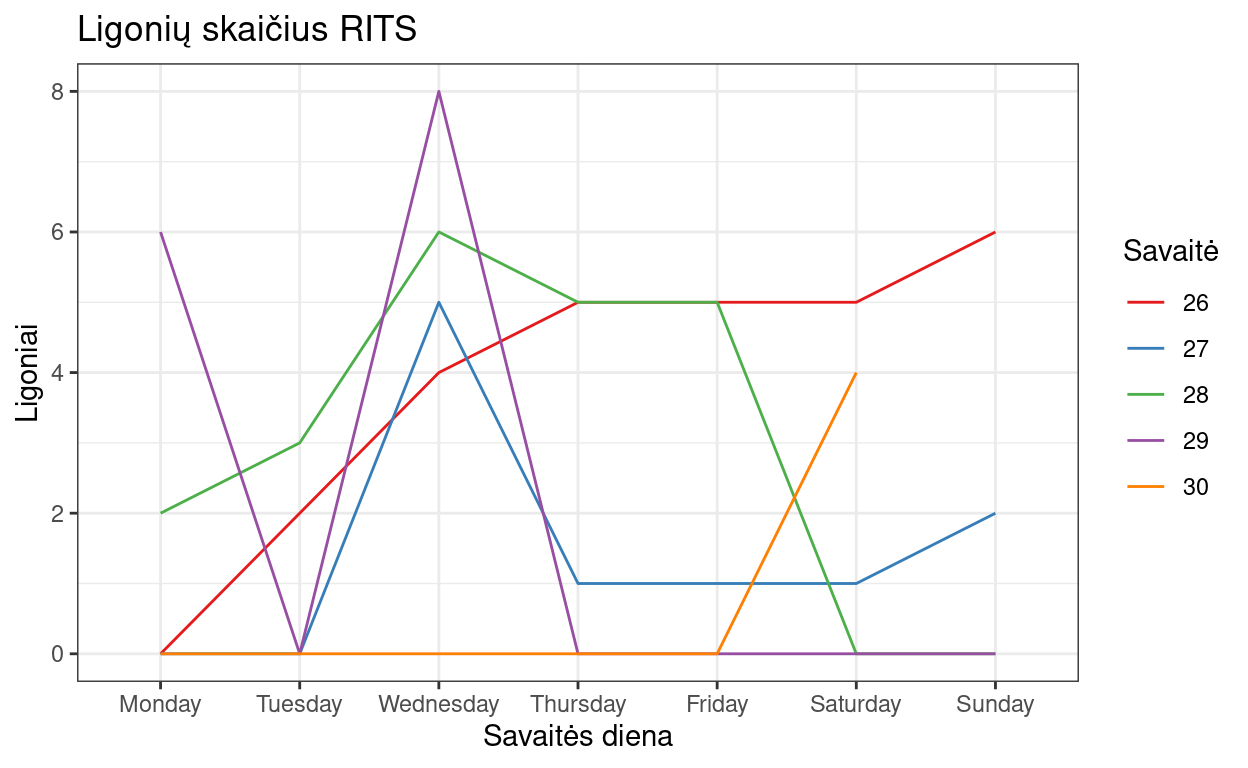 Ligonių skaičius RITS
Ligoniai
8
6
4
2
0
Monday Tuesday Wednesday Thursday Friday Saturday Sunday
Savaitės diena
Savaitė
26
27
28
29
30